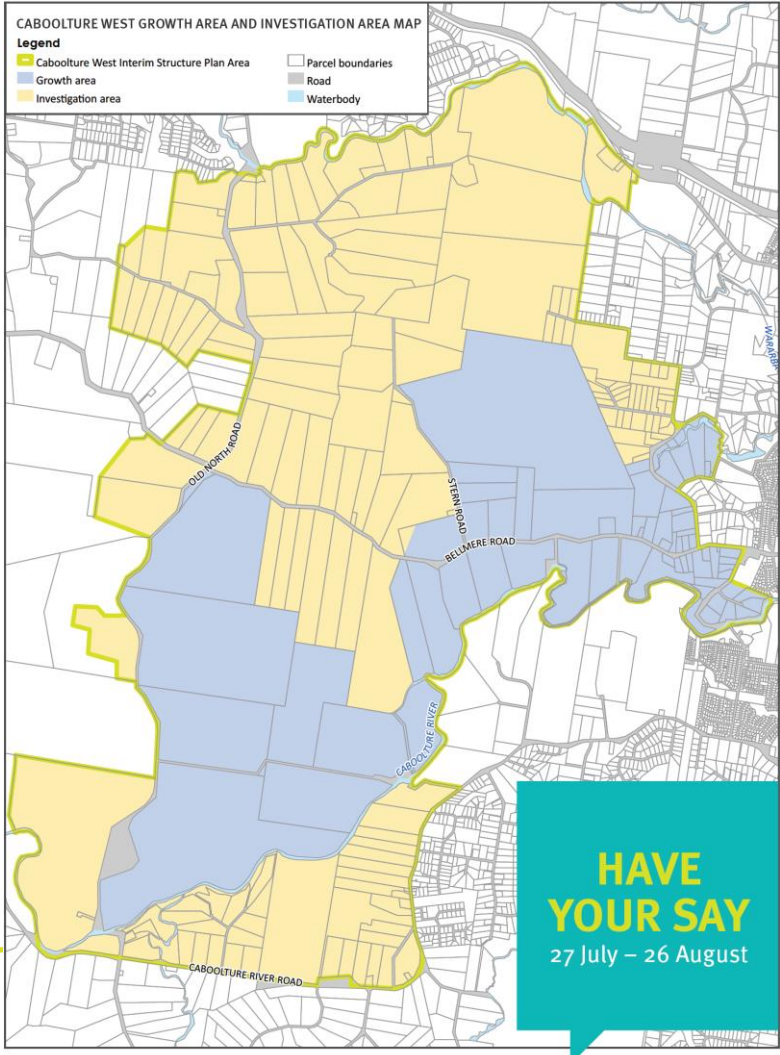 CABOOLTURE WEST GROWTH AREA AND INVESTIGATION AREA MAP
Legend
Caboolture West Interim Structure Plan Area
Growth area
Investigation area
Parcel boundaries
Road
Waterbody
WARARBA
OLD NORTH ROAD
STERN ROAD
BELLMERE ROAD
CABOOLTURE RIVER
CABOOLTURE RIVER ROAD
HAVE
YOUR SAY
27 July – 26 August